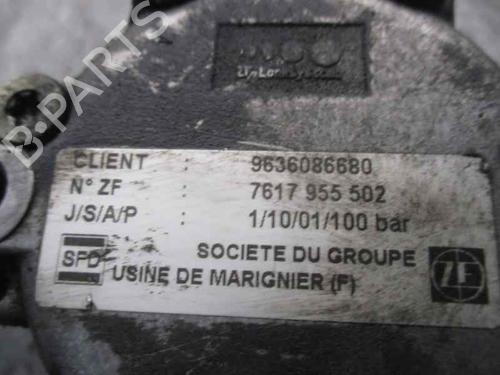 B-PARTS
CLIENT : 9636086680
N° ZF : 7617 955 502
J/S/A/P : 1/10/01/100 bar
SFD SOCIETE DU GROUPE ZF
USINE DE MARIGNIER (F)